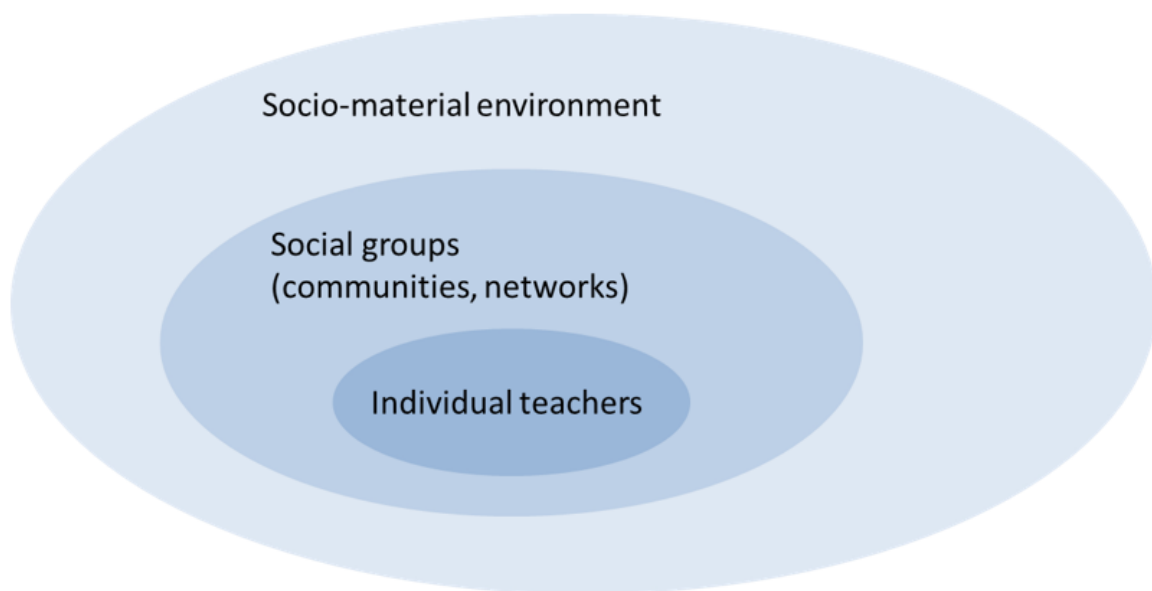 Socio-material environment
Social groups
(communities, networks)
Individual teachers